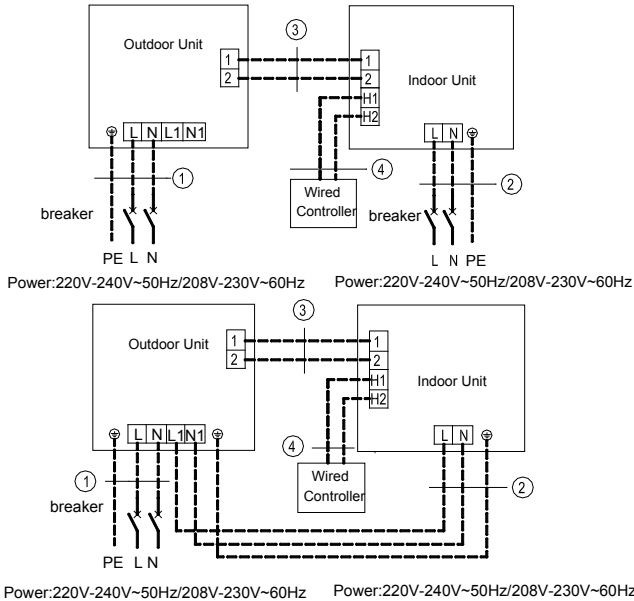 3
Outdoor Unit
1 1
2 2
Indoor Unit
H1
H2
L N L1 N1
L N
1
4
2
Wired
Controller
breaker
breaker
PE L N
L N PE
Power:220V-240V~50Hz/208V-230V~60Hz
Power:220V-240V~50Hz/208V-230V~60Hz
3
Outdoor Unit
1 1
2 2
Indoor Unit
H1
H2
L N L1 N1
L N
4
1
2
Wired
Controller
breaker
PE L N
Power:220V-240V~50Hz/208V-230V~60Hz
Power:220V-240V~50Hz/208V-230V~60Hz